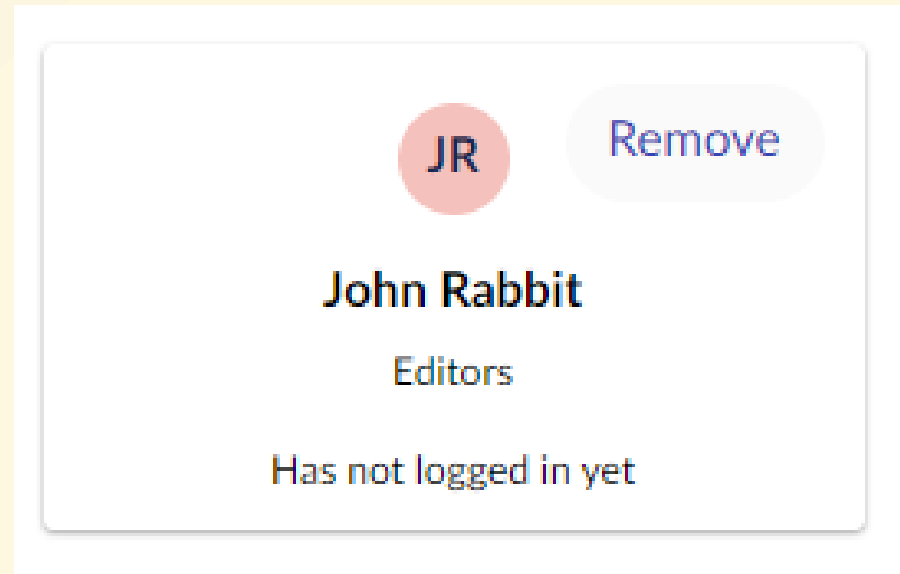 JR
Remove
John Rabbit
Editors
Has not logged in yet